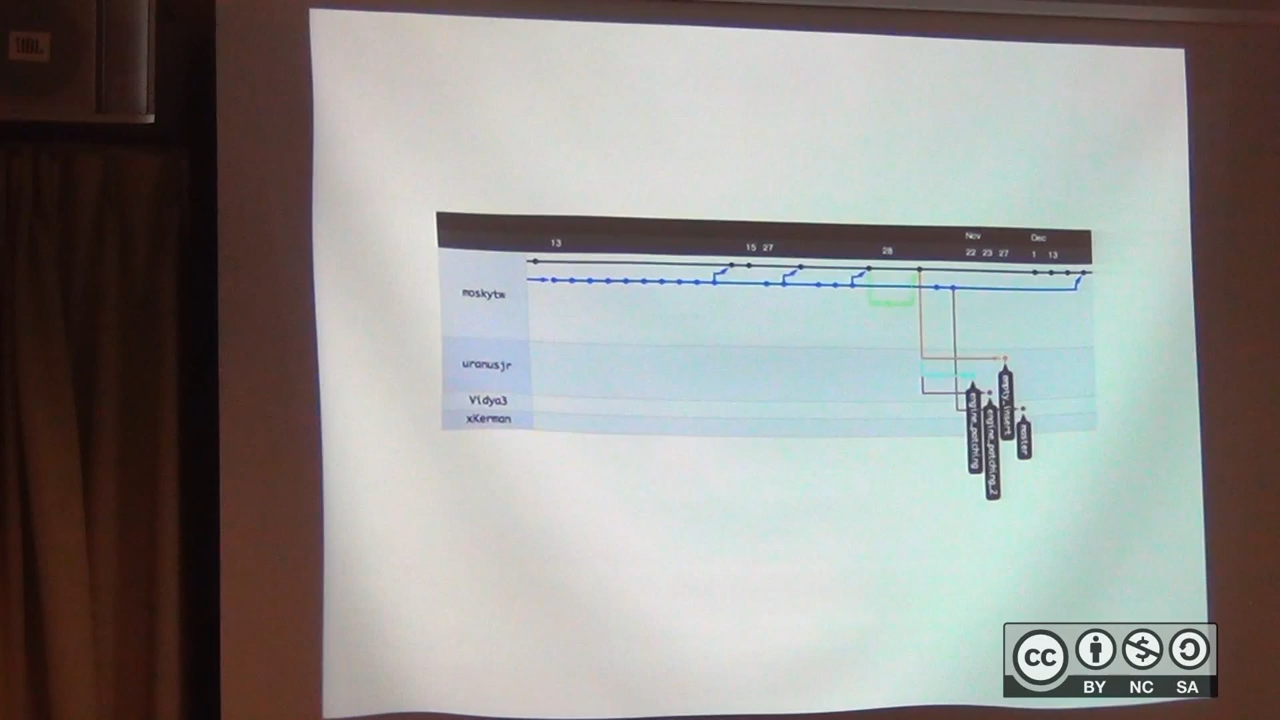 JBL
Nov Dec
13 15 27 28 22 23 27 1 13
moskytw
uranusjr
Vidya3
xKerman
engine_patching
engine_patching_2
empty_insert
master
cc
BY NC SA